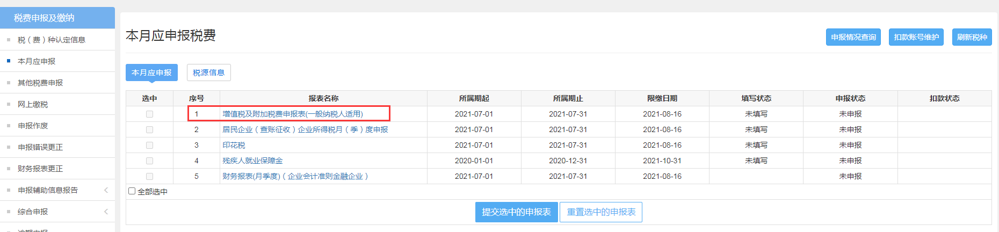 税费申报及缴纳
税（费）种认定信息
本月应申报
其他税费申报
网上缴税
申报作废
申报错误更正
财务报表更正
申报辅助信息报告
综合申报
逾期申报
本月应申报税费
申报情况查询 扣款账号维护 刷新税种
本月应申报 税源信息
选中 序号 报表名称 所属期起 所属期止 限缴日期 填写状态 申报状态 扣款状态
1 增值税及附加税费申报表(一般纳税人适用) 2021-07-01 2021-07-31 2021-08-16 未填写 未申报
2 居民企业（查账征收）企业所得税月（季）度申报 2021-07-01 2021-07-31 2021-08-16 未填写 未申报
3 印花税 2021-07-01 2021-07-31 2021-08-16 未填写 未申报
4 残疾人就业保障金 2020-01-01 2020-12-31 2021-10-31 未填写 未申报
5 财务报表(月季度)（企业会计准则金融企业） 2021-07-01 2021-07-31 2021-08-16 未申报
全部选中
提交选中的申报表 重置选中的申报表